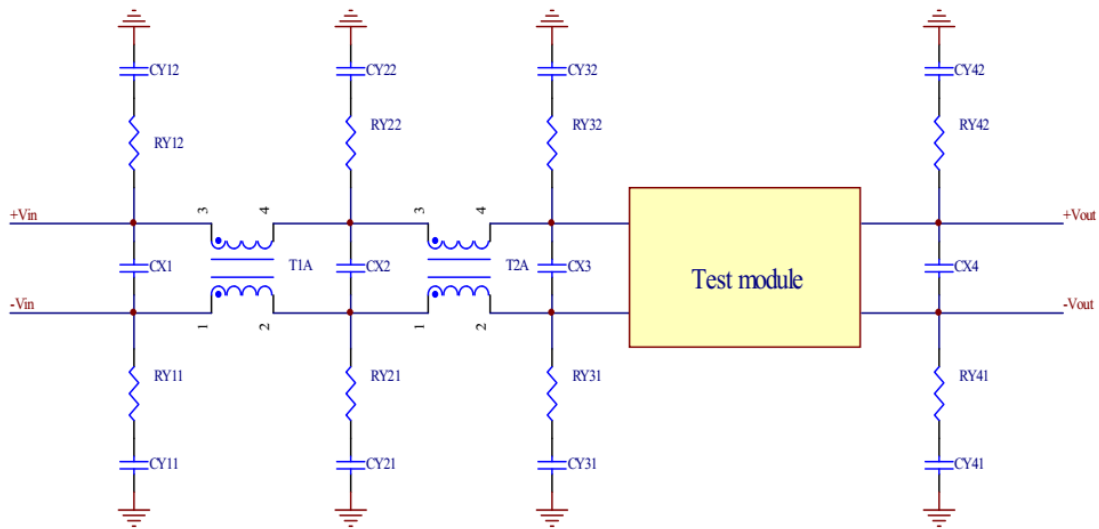 CY12
CY22
CY32
CY42
RY12
RY22
RY32
RY42
+Vin
3
4
3
4
+Vout
CX1
T1A
CX2
T2A
CX3
Test module
CX4
-Vin
1
2
1
2
-Vout
RY11
RY21
RY31
RY41
CY11
CY21
CY31
CY41